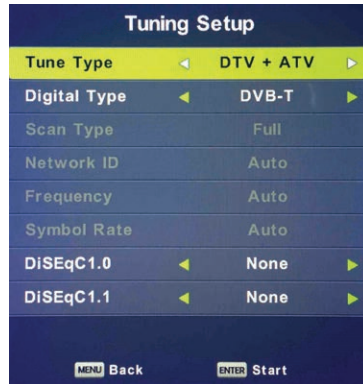 Tuning Setup
Tune Type DTV + ATV
Digital Type DVB-T
Scan Type Full
Network ID Auto
Frequency Auto
Symbol Rate Auto
DiSEqC1.0 None
DiSEqC1.1 None
MENU Back ENTER Start